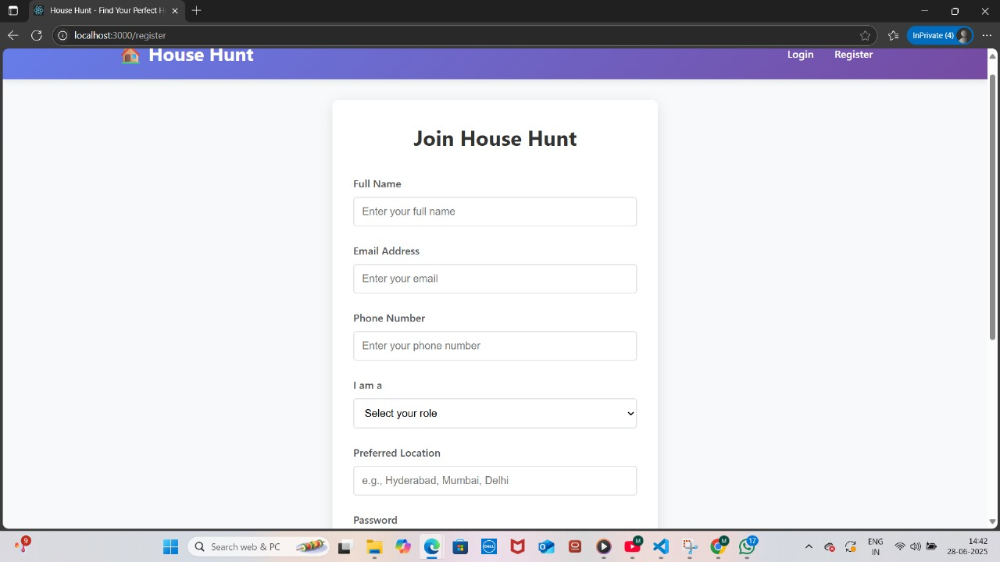 House Hunt - Find Your Perfect H
localhost:3000/register
InPrivate (4)
House Hunt
Login
Register
Join House Hunt
Full Name
Enter your full name
Email Address
Enter your email
Phone Number
Enter your phone number
I am a
Select your role
Preferred Location
e.g., Hyderabad, Mumbai, Delhi
Password
9
Search web & PC
DELL
M
M
17
ENG
IN
14:42
28-06-2025